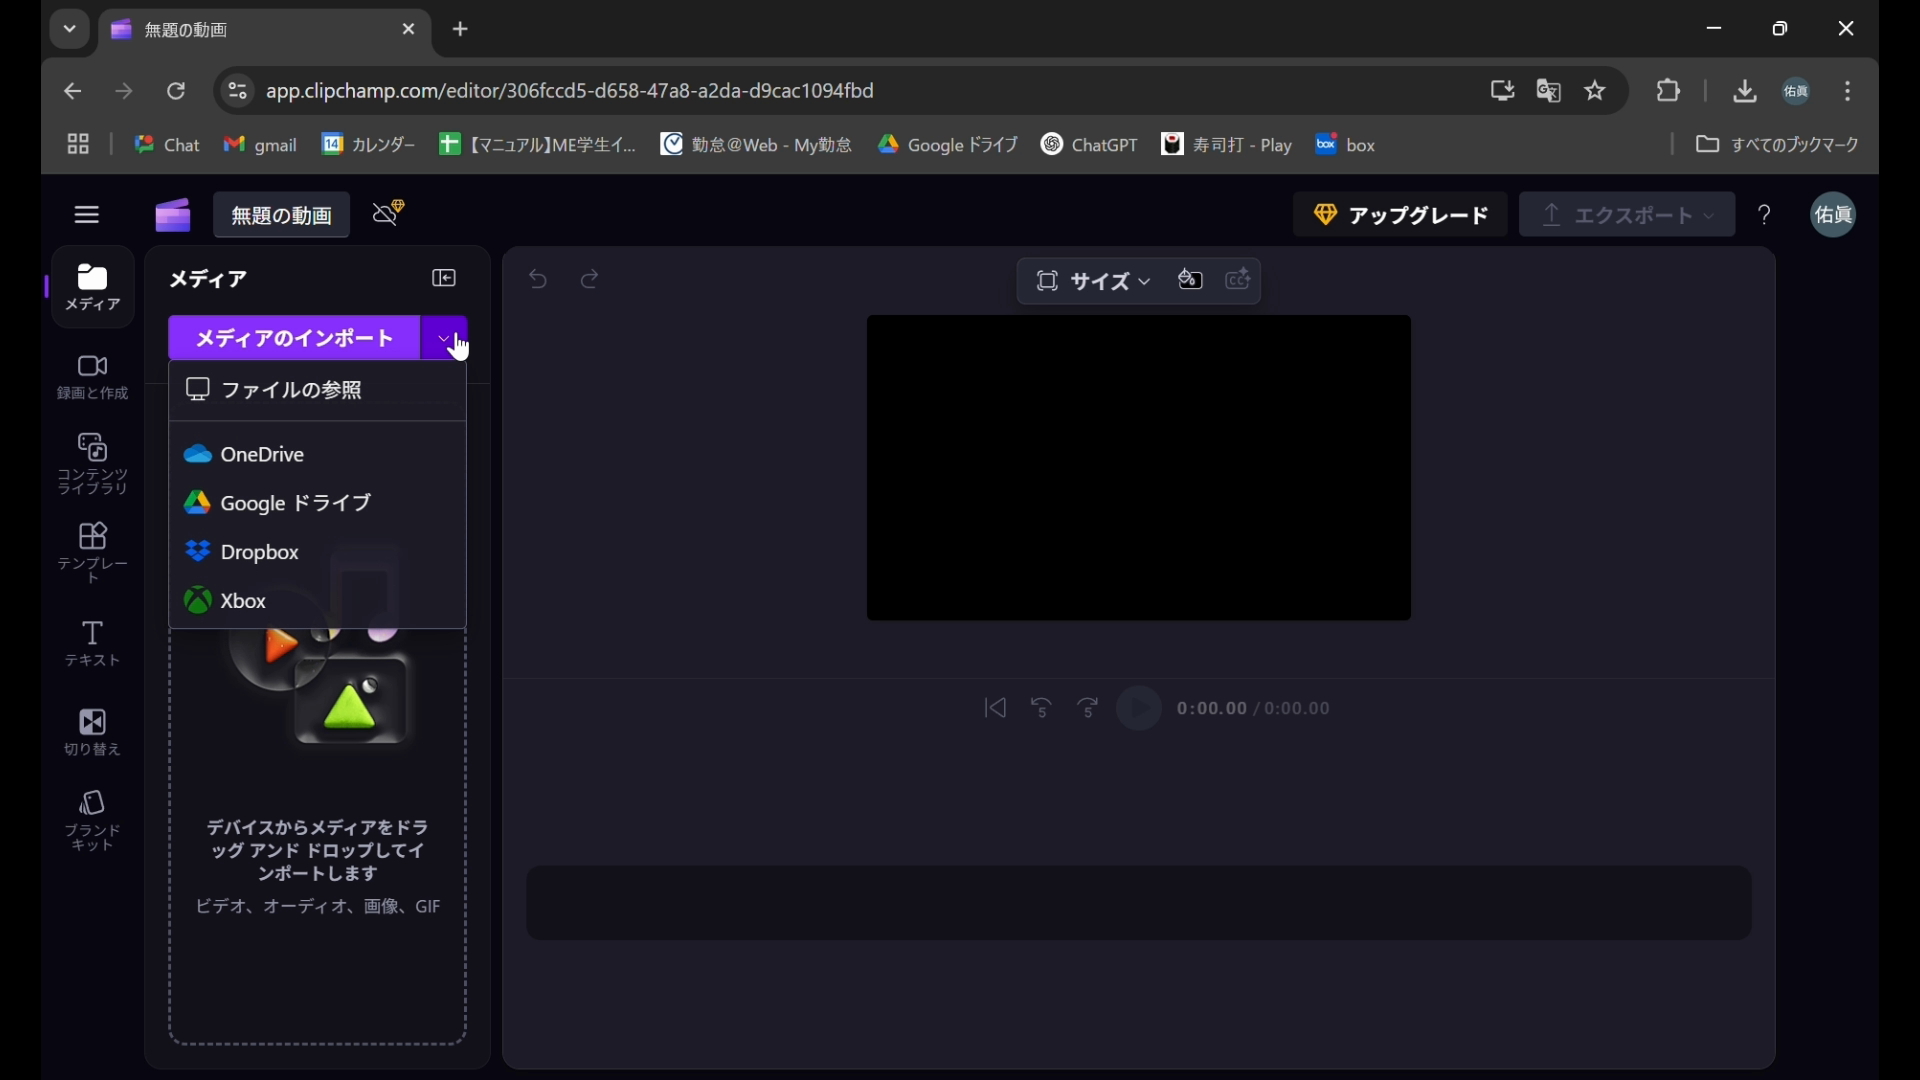 無題の動画
app.clipchamp.com/editor/306fccd5-d658-47a8-a2da-d9cac1094fbd
佑眞
Chat
gmail
14
カレンダー
【マニュアル】ME学生イ...
勤怠@Web - My勤怠
Google ドライブ
ChatGPT
寿司打 - Play
box
box
すべてのブックマーク
無題の動画
アップグレード
エクスポート
?
佑眞
メディア
録画と作成
コンテンツ
ライブラリ
テンプレー
ト
テキスト
切り替え
ブランド
キット
メディア
メディアのインポート
ファイルの参照
OneDrive
Google ドライブ
Dropbox
Xbox
デバイスからメディアをドラ
ッグ アンド ドロップしてイ
ンポートします
ビデオ、オーディオ、画像、GIF
サイズ
CC
5
5
0:00.00 / 0:00.00